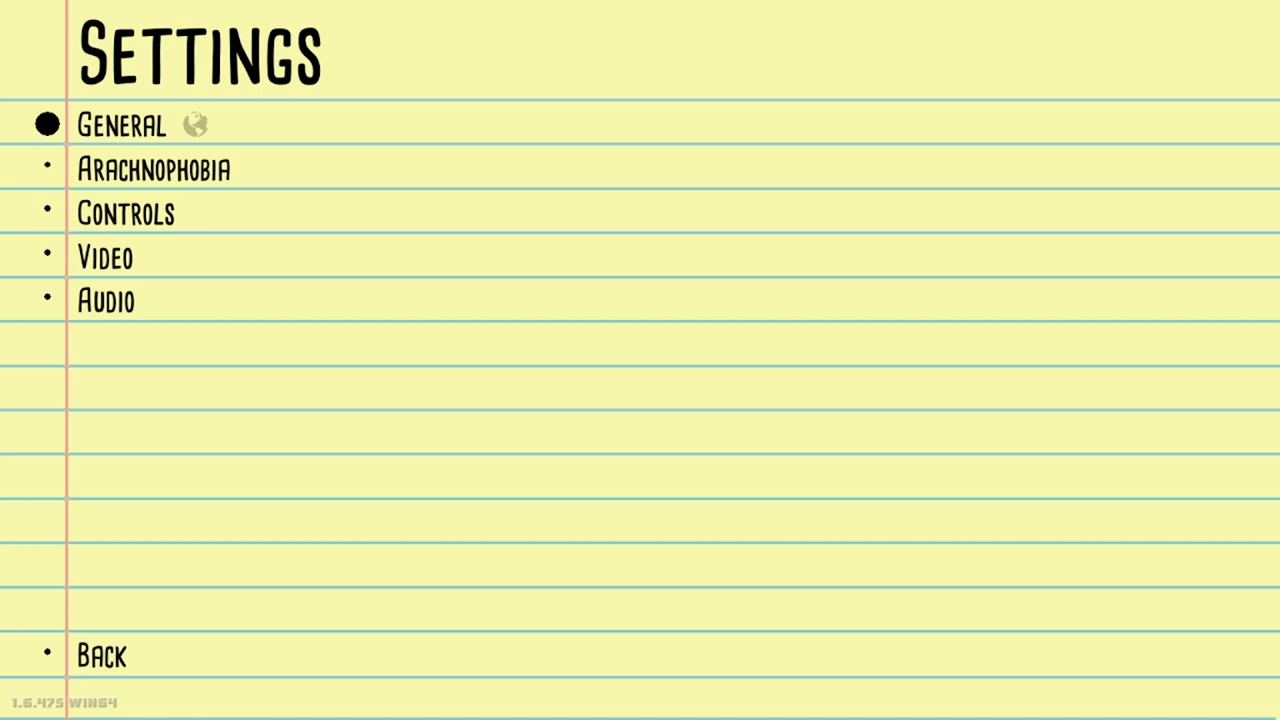 SETTINGS
GENERAL
ARACHNOPHOBIA
CONTROLS
VIDEO
AUDIO
BACK
1.6.475 WIN64